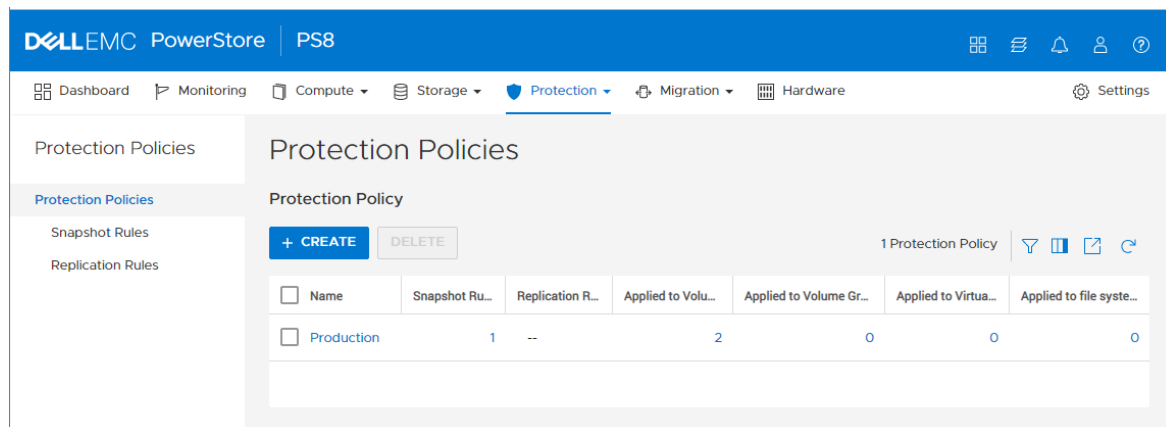 DELLEMC PowerStore PS8
Dashboard Monitoring Compute Storage Protection Migration Hardware Settings
Protection Policies
Protection Policies
Snapshot Rules
Replication Rules
Protection Policies
Protection Policy
+ CREATE DELETE 1 Protection Policy
Name Snapshot Ru... Replication R... Applied to Volu... Applied to Volume Gr... Applied to Virtua... Applied to file syste...
Production 1 -- 2 0 0 0